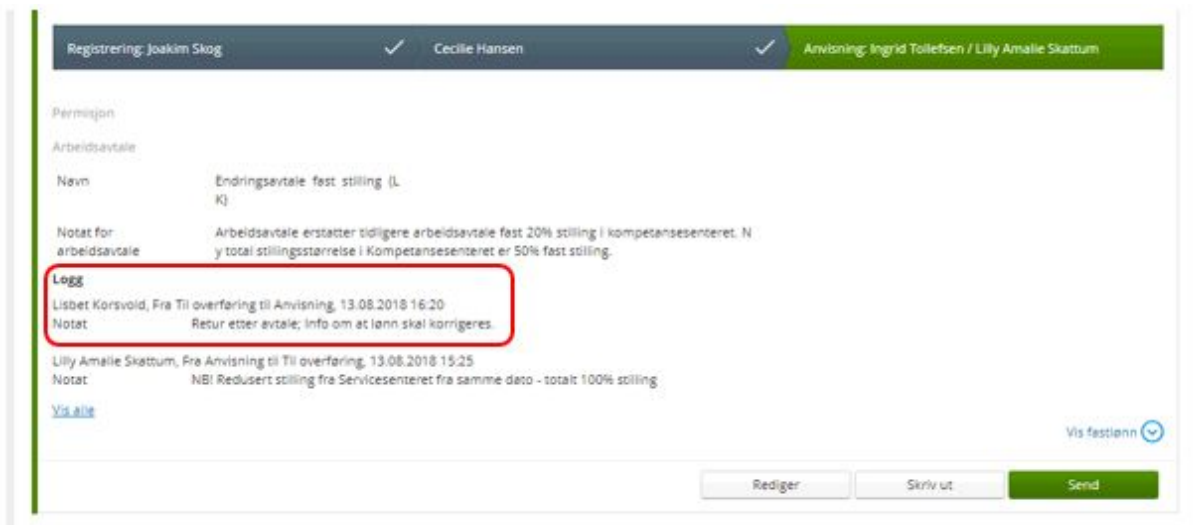 Registrering: Joakim Skog
Cecilie Hansen
Anvisning: Ingrid Tollefsen / Lilly Amalie Skattum
Permisjon
Arbeidsavtale
Navn Endringsavtale fast stilling (L
K)
Notat for Arbeidsavtale erstatter tidligere arbeidsavtale fast 20% stilling i kompetansesenteret. N
arbeidsavtale y total stillingsstørrelse i Kompetansesenteret er 50% fast stilling.
Logg
Lisbet Korsvold, Fra Til overføring til Anvisning, 13.08.2018 16:20
Notat Retur etter avtale; Info om at lønn skal korrigeres.
Lilly Amalie Skattum, Fra Anvisning til Til overføring, 13.08.2018 15:25
Notat NB! Redusert stilling fra Servicesenteret fra samme dato - totalt 100% stilling
Vis alle
Vis fastlønn
Rediger
Skriv ut
Send